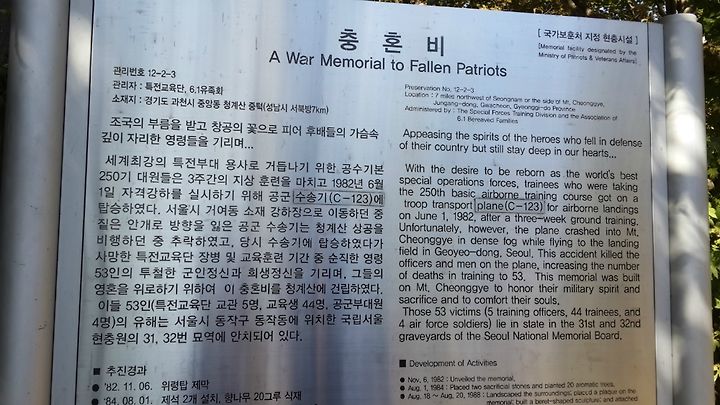 충 혼 비
[ 국가보훈처 지정 현충시설 ]
A War Memorial to Fallen Patriots
[Memorial facility designated by the
Ministry of Patriots & Veterans Affairs]
관리번호 12-2-3
관리자 : 특전교육단, 6.1유족회
소재지 : 경기도 과천시 중앙동 청계산 중턱(성남시 서북방7km)
조국의 부름을 받고 창공의 꽃으로 피어 후배들의 가슴속
깊이 자리한 영령들을 기리며...
세계최강의 특전부대 용사로 거듭나기 위한 공수기본
250기 대원들은 3주간의 지상 훈련을 마치고 1982년 6월
1일 자격강하를 실시하기 위해 공군 수송기(C-123)에
탑승하였다. 서울시 거여동 소재 강하장으로 이동하던 중
짙은 안개로 방향을 잃은 공군 수송기는 청계산 상공을
비행하던 중 추락하였고, 당시 수송기에 탑승하였다가
사망한 특전교육단 장병 및 교육훈련 기간 중 순직한 영령
53인의 투철한 군인정신과 희생정신을 기리며, 그들의
영혼을 위로하기 위하여 이 충혼비를 청계산에 건립하였다.
이들 53인(특전교육단 교관 5명, 교육생 44명, 공군부대원
4명)의 유해는 서울시 동작구 동작동에 위치한 국립서울
현충원의 31, 32번 묘역에 안치되어 있다.
■ 추진경과
● '82. 11. 06. 위령탑 제막
● '84. 08. 01. 제석 2개 설치, 향나무 20그루 식재
Preservation No. 12-2-3
Location : 7 miles northwest of Seongnam or the side of Mt. Cheonggye,
Jungang-dong, Gwacheon, Gyeonggi-do Province
Administered by : The Special Forces Training Division and the Association of
6.1 Bereaved Families
Appeasing the spirits of the heroes who fell in defense
of their country but still stay deep in our hearts...
With the desire to be reborn as the world's best
special operations forces, trainees who were taking
the 250th basic airborne training course got on a
troop transport plane(C-123) for airborne landings
on June 1, 1982, after a three-week ground training.
Unfortunately, however, the plane crashed into Mt.
Cheonggye in dense fog while flying to the landing
field in Geoyeo-dong, Seoul. This accident killed the
officers and men on the plane, increasing the number
of deaths in training to 53. This memorial was built
on Mt. Cheonggye to honor their military spirit and
sacrifice and to comfort their souls.
Those 53 victims (5 training officers, 44 trainees, and
4 air force soldiers) lie in state in the 31st and 32nd
graveyards of the Seoul National Memorial Board.
■ Development of Activities
● Nov. 6, 1982 : Unveiled the memorial.
● Aug. 1, 1984 : Placed two sacrificial stones and planted 20 aromatic trees.
● Aug. 18 ~ Aug. 20, 1988 : Landscaped the surroundings, placed a plaque on the
memorial, built a beret-shaped sculpture, and attached